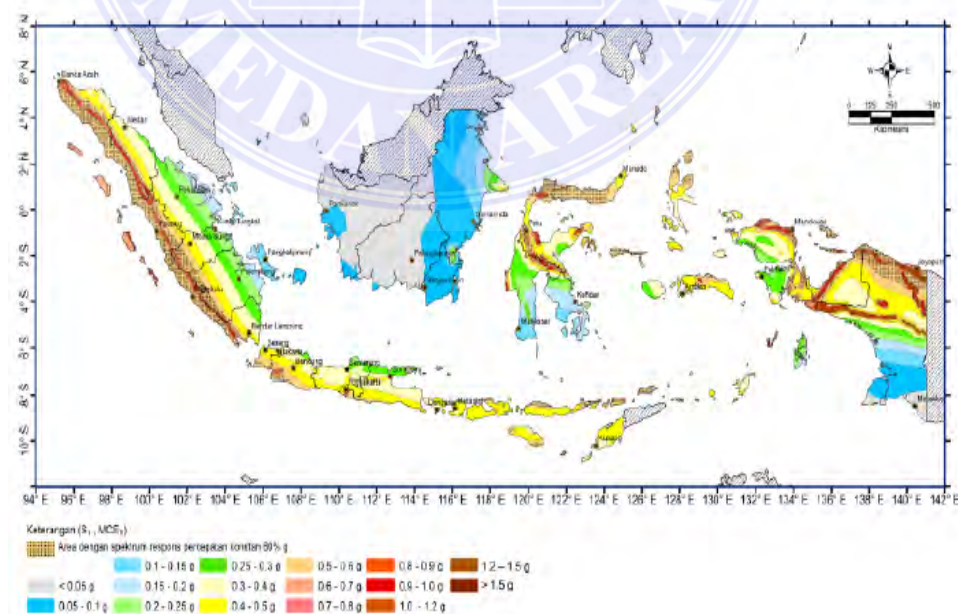 MEDAN AREA
8° N
6° N
4° N
2° N
0°
2° S
4° S
6° S
8° S
10° S
N
W E
S
0 125 250 500
Kilometers
Banda Aceh
Medan
Manado
Pontianak
Samarinda
Palu
Manokwari
Jayapura
Bengkulu
Kendari
Ambon
Makassar
Bandar Lampung
Serang
Jakarta
Bandung
Semarang
Surabaya
Yogyakarta
Denpasar
Mataram
Kupang
94° E 96° E 98° E 100° E 102° E 104° E 106° E 108° E 110° E 112° E 114° E 116° E 118° E 120° E 122° E 124° E 126° E 128° E 130° E 132° E 134° E 136° E 138° E 140° E 142° E
Keterangan (S₁, MCEᵣ)
Area dengan spektrum respons percepatan konstan 60% g
0.1 - 0.15 g 0.25 - 0.3 g 0.5 - 0.6 g 0.8 - 0.9 g 1.2 – 1.5 g
< 0.05 g 0.15 - 0.2 g 0.3 - 0.4 g 0.6 - 0.7 g 0.9 - 1.0 g > 1.5 g
0.05 - 0.1 g 0.2 - 0.25 g 0.4 - 0.5 g 0.7 - 0.8 g 1.0 - 1.2 g